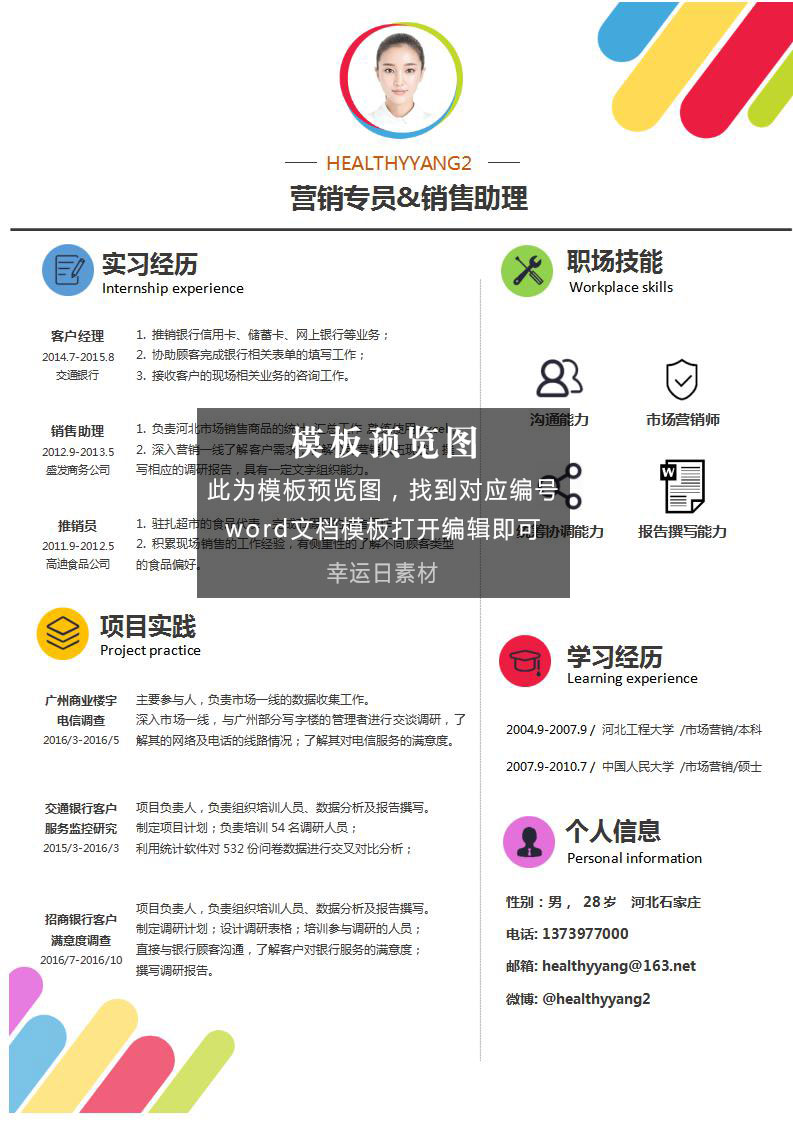 HEALTHYYANG2
营销专员&销售助理
实习经历
Internship experience
客户经理
2014.7-2015.8
交通银行
1. 推销银行信用卡、储蓄卡、网上银行等业务；
2. 协助顾客完成银行相关表单的填写工作；
3. 接收客户的现场相关业务的咨询工作。
销售助理
2012.9-2013.5
盛发商务公司
1. 负责河北市场销售商品的统计
2. 深入营销一线了解客户需求
写相应的调研报告，具有一定文字组织能力。
推销员
2011.9-2012.5
高迪食品公司
1. 驻扎超市的食品代表
2. 积累现场销售的工作经验，有侧重性的了解不同顾客类型
的食品偏好。
模板预览图
此为模板预览图，找到对应编号
word文档模板打开编辑即可
幸运日素材
项目实践
Project practice
广州商业楼宇
电信调查
2016/3-2016/5
主要参与人，负责市场一线的数据收集工作。
深入市场一线，与广州部分写字楼的管理者进行交谈调研，了
解其的网络及电话的线路情况；了解其对电信服务的满意度。
交通银行客户
服务监控研究
2015/3-2016/3
项目负责人，负责组织培训人员、数据分析及报告撰写。
制定项目计划；负责培训 54 名调研人员；
利用统计软件对 532 份问卷数据进行交叉对比分析；
招商银行客户
满意度调查
2016/7-2016/10
项目负责人，负责组织培训人员、数据分析及报告撰写。
制定调研计划；设计调研表格；培训参与调研的人员；
直接与银行顾客沟通，了解客户对银行服务的满意度；
撰写调研报告。
职场技能
Workplace skills
沟通能力
市场营销师
W
协调能力
报告撰写能力
学习经历
Learning experience
2004.9-2007.9 / 河北工程大学 /市场营销/本科
2007.9-2010.7 / 中国人民大学 /市场营销/硕士
个人信息
Personal information
性别：男， 28 岁 河北石家庄
电话: 1373977000
邮箱: healthyyang@163.net
微博: @healthyyang2